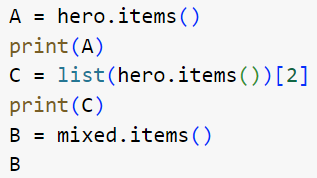 A = hero.items()
print(A)
C = list(hero.items())[2]
print(C)
B = mixed.items()
B